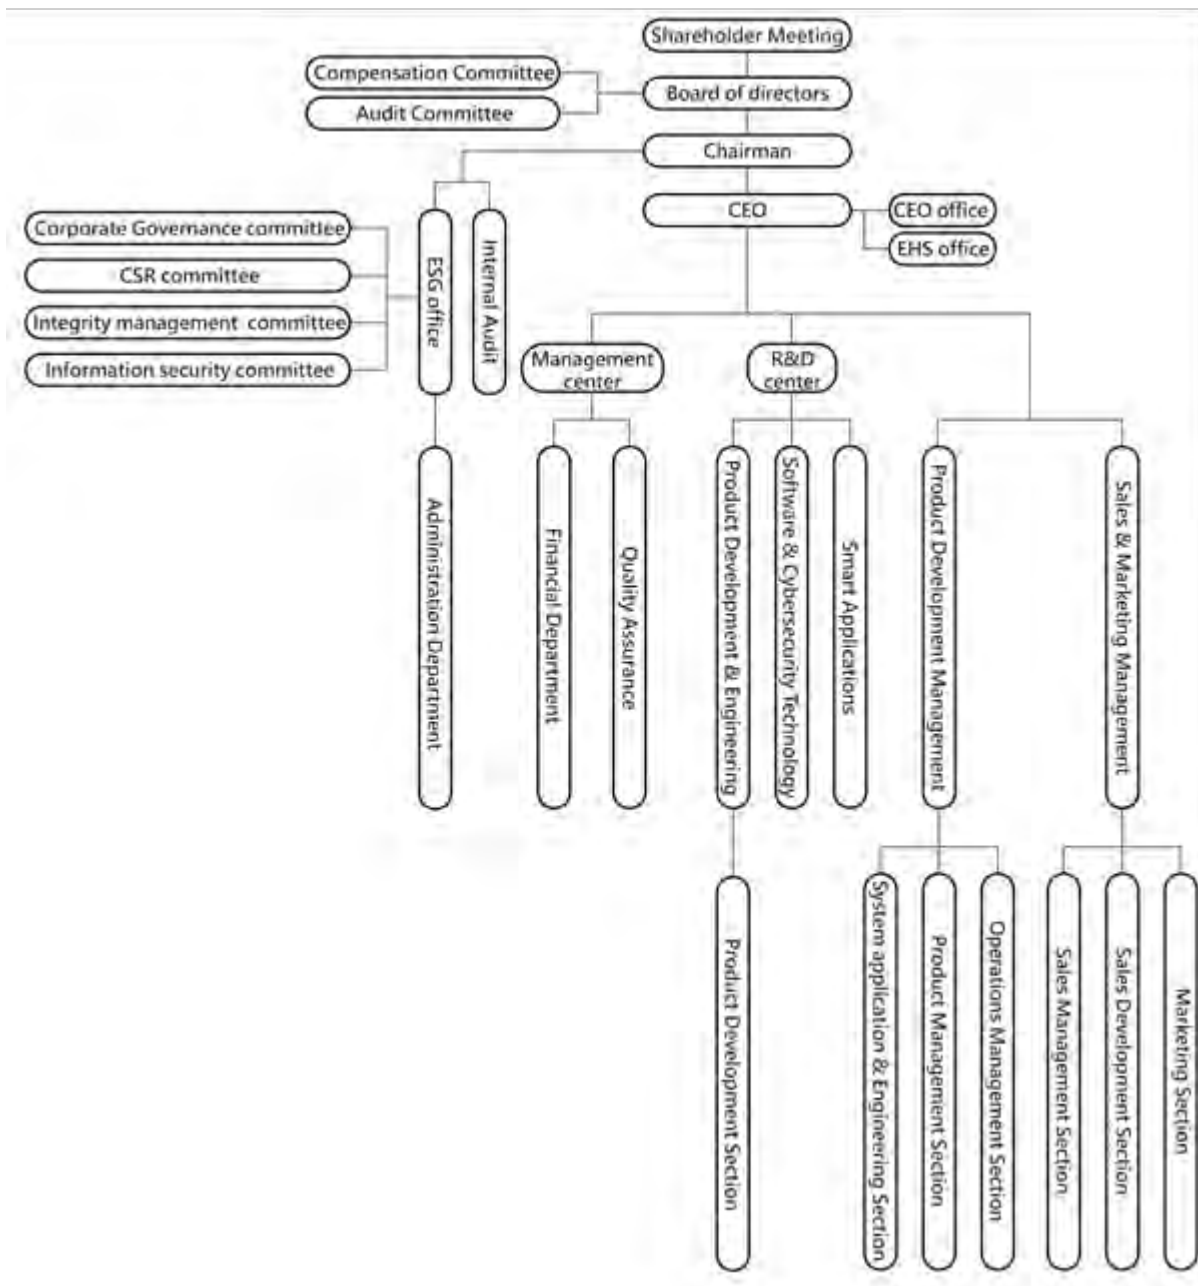 Shareholder Meeting
Compensation Committee
Board of directors
Audit Committee
Chairman
CEO
CEO office
EHS office
Corporate Governance committee
CSR committee
Integrity management committee
Information security committee
ESG office
Internal Audit
Management
center
R&D
center
Administration Department
Financial Department
Quality Assurance
Product Development & Engineering
Software & Cybersecurity Technology
Smart Applications
Product Development Management
Sales & Marketing Management
Product Development Section
System application & Engineering Section
Product Management Section
Operations Management Section
Sales Management Section
Sales Development Section
Marketing Section